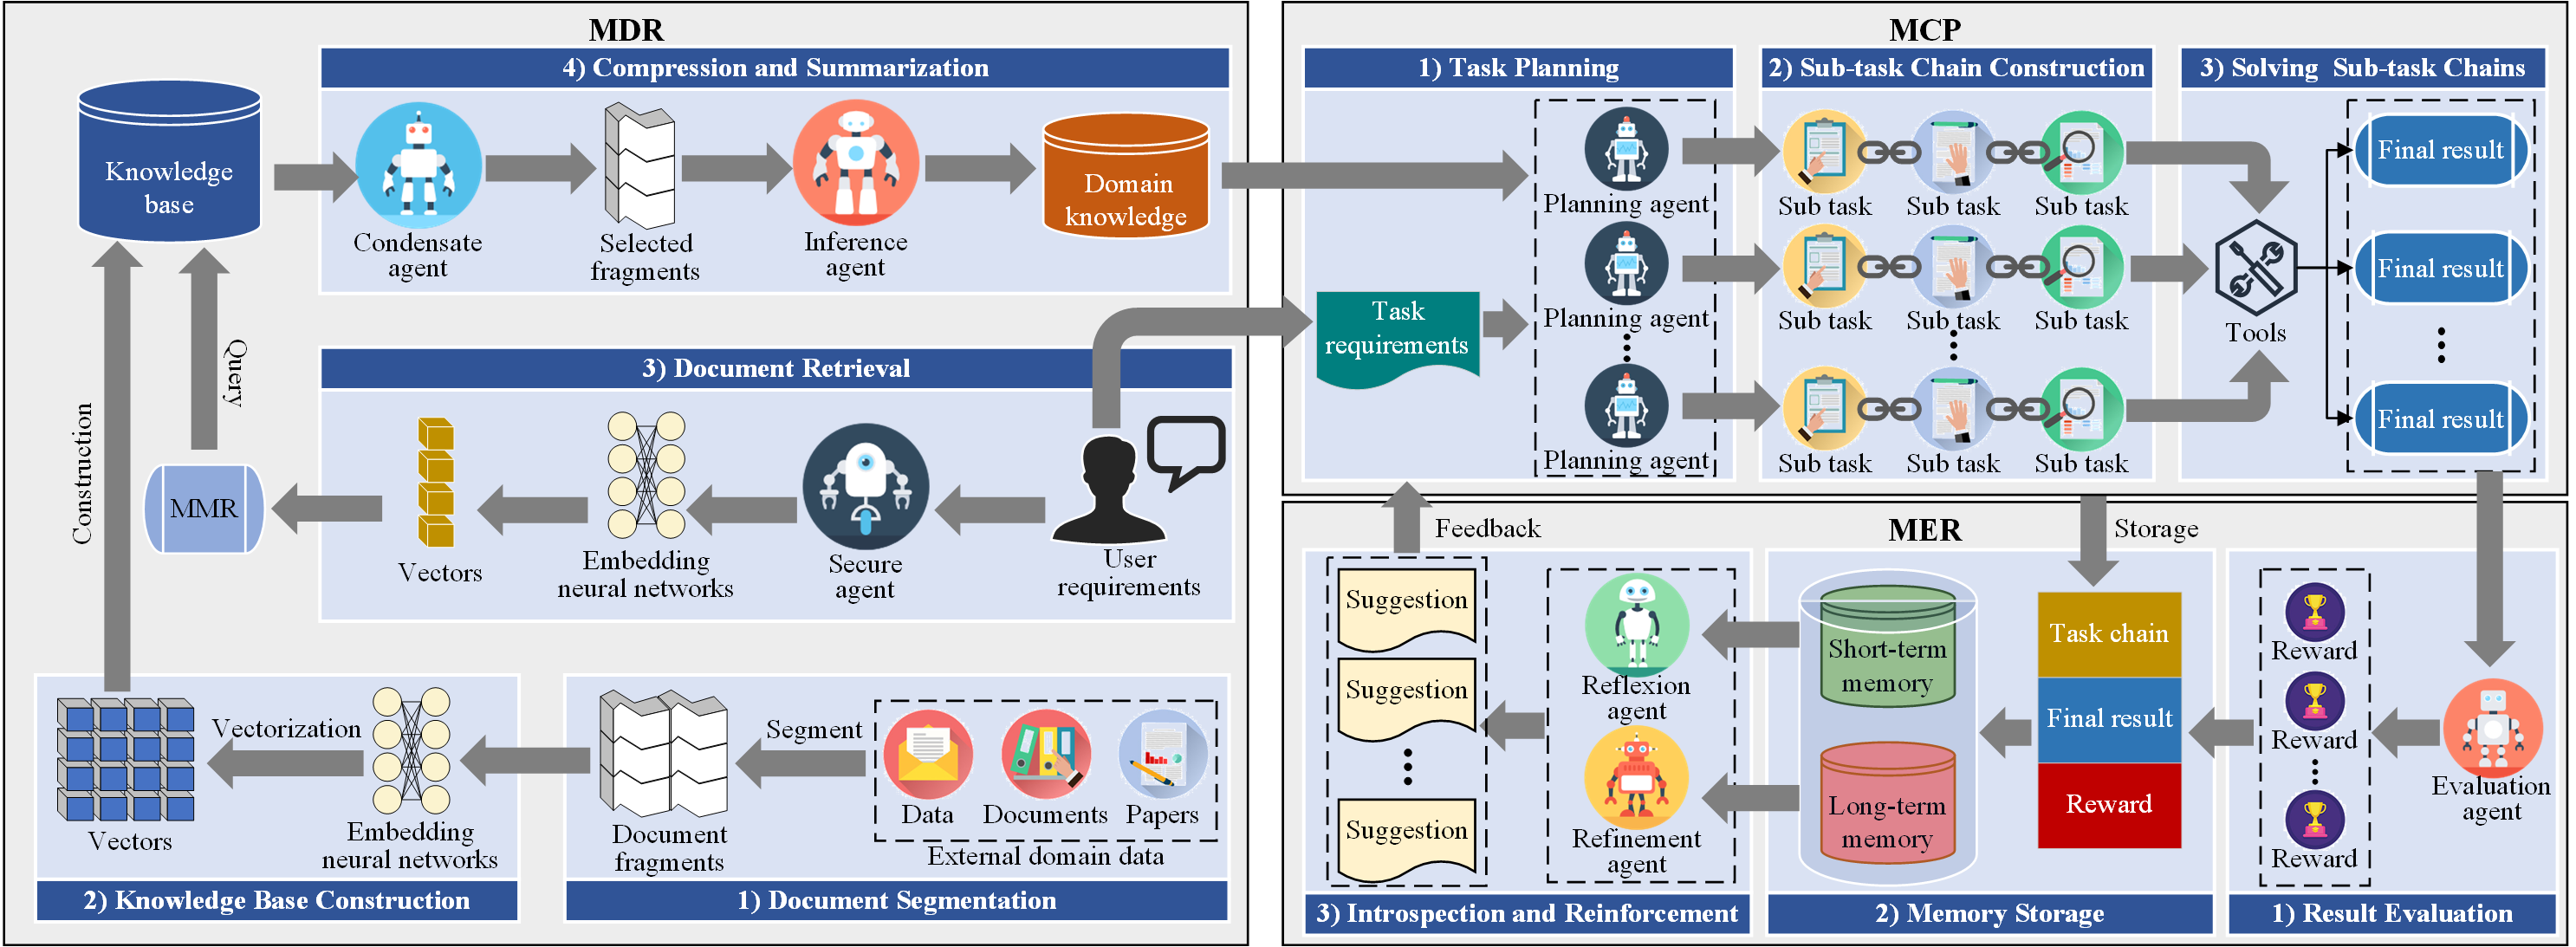 MDR
4) Compression and Summarization
Knowledge
base
Condensate
agent
Selected
fragments
Inference
agent
Domain
knowledge
Construction
Query
3) Document Retrieval
MMR
Vectors
Embedding
neural networks
Secure
agent
User
requirements
Vectors
Vectorization
Embedding
neural networks
2) Knowledge Base Construction
Document
fragments
Segment
Data
Documents
Papers
External domain data
1) Document Segmentation
MCP
1) Task Planning
Task
requirements
Planning agent
Planning agent
Planning agent
2) Sub-task Chain Construction
Sub task
Sub task
Sub task
Sub task
Sub task
Sub task
Sub task
Sub task
Sub task
3) Solving Sub-task Chains
Tools
Final result
Final result
Final result
MER
Feedback
Storage
Suggestion
Suggestion
Suggestion
Reflexion
agent
Refinement
agent
3) Introspection and Reinforcement
Short-term
memory
Long-term
memory
Task chain
Final result
Reward
2) Memory Storage
Reward
Reward
Reward
Evaluation
agent
1) Result Evaluation